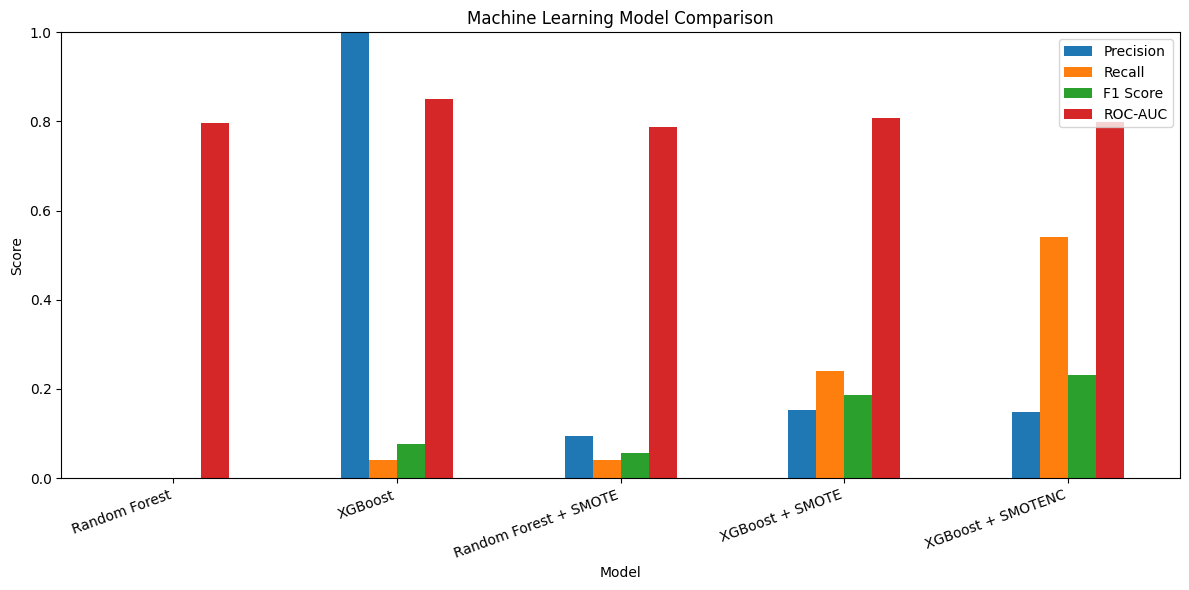 Machine Learning Model Comparison
Precision
Recall
F1 Score
ROC-AUC
1.0
0.8
0.6
0.4
0.2
0.0
Score
Random Forest
XGBoost
Random Forest + SMOTE
XGBoost + SMOTE
XGBoost + SMOTENC
Model